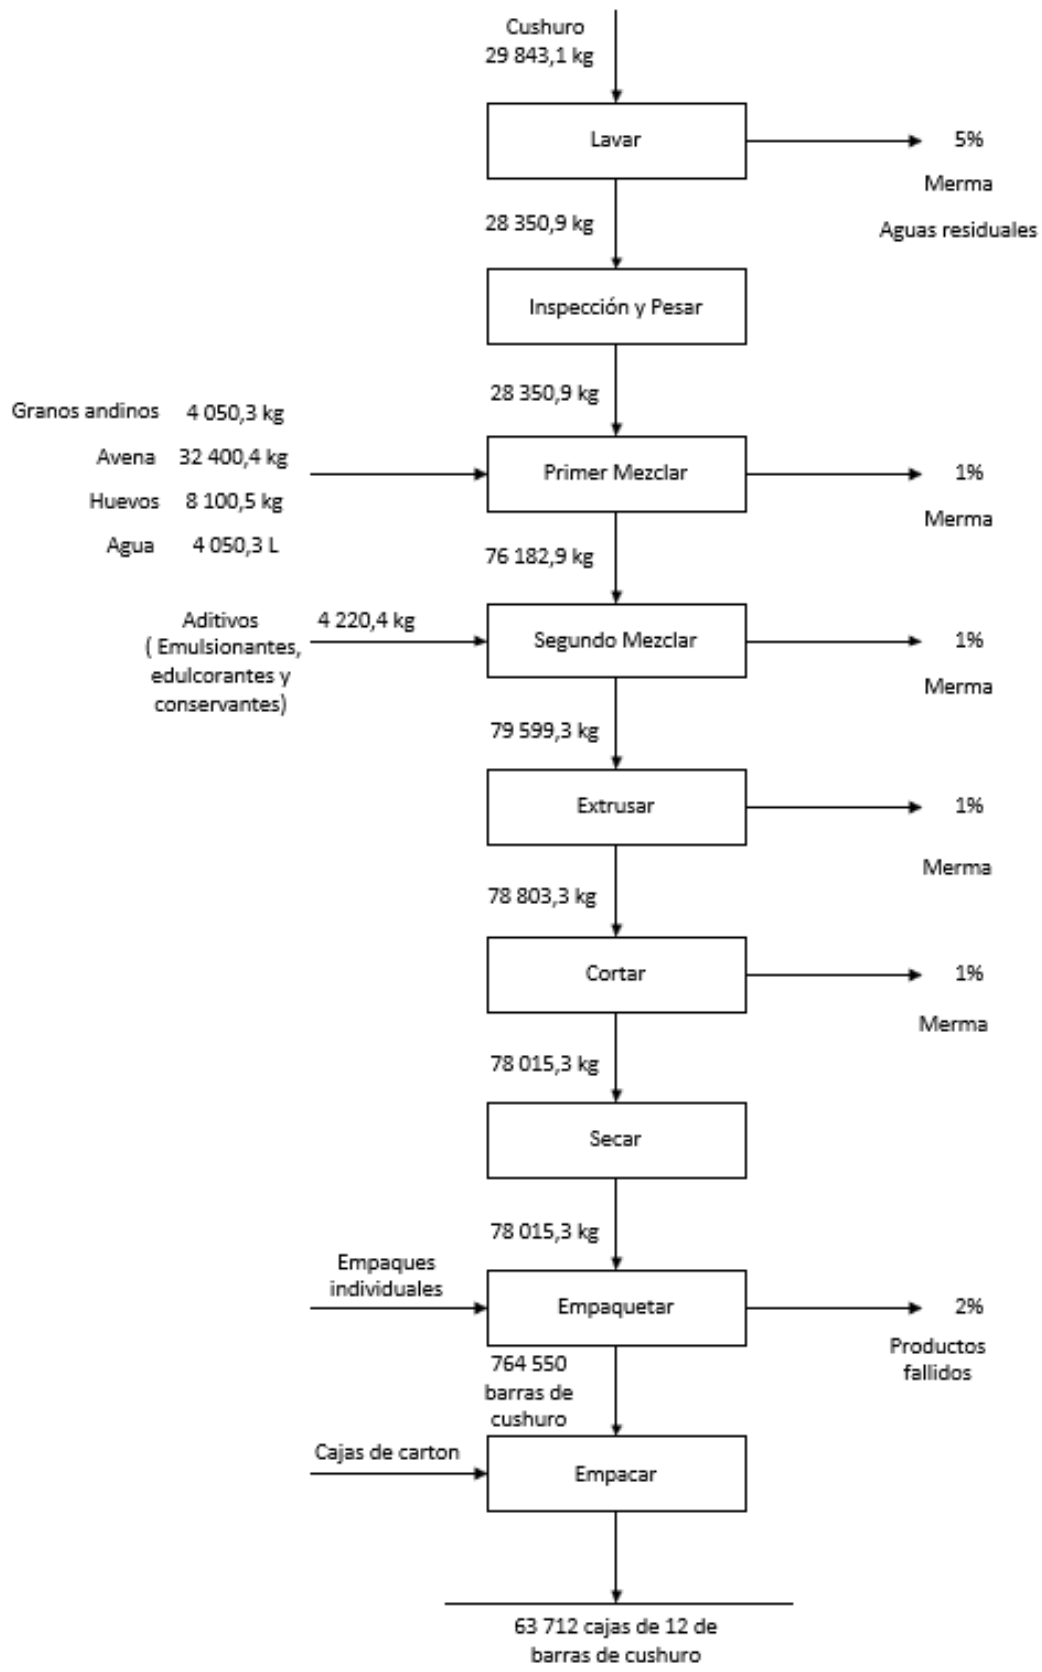 Cushuro
29 843,1 kg
Lavar
5%
Merma
Aguas residuales
28 350,9 kg
Inspección y Pesar
28 350,9 kg
Granos andinos 4 050,3 kg
Avena 32 400,4 kg
Huevos 8 100,5 kg
Agua 4 050,3 L
Primer Mezclar
1%
Merma
76 182,9 kg
Aditivos
( Emulsionantes,
edulcorantes y
conservantes)
4 220,4 kg
Segundo Mezclar
1%
Merma
79 599,3 kg
Extrusar
1%
Merma
78 803,3 kg
Cortar
1%
Merma
78 015,3 kg
Secar
78 015,3 kg
Empaques
individuales
Empaquetar
2%
Productos
fallidos
764 550
barras de
cushuro
Cajas de carton
Empacar
63 712 cajas de 12 de
barras de cushuro